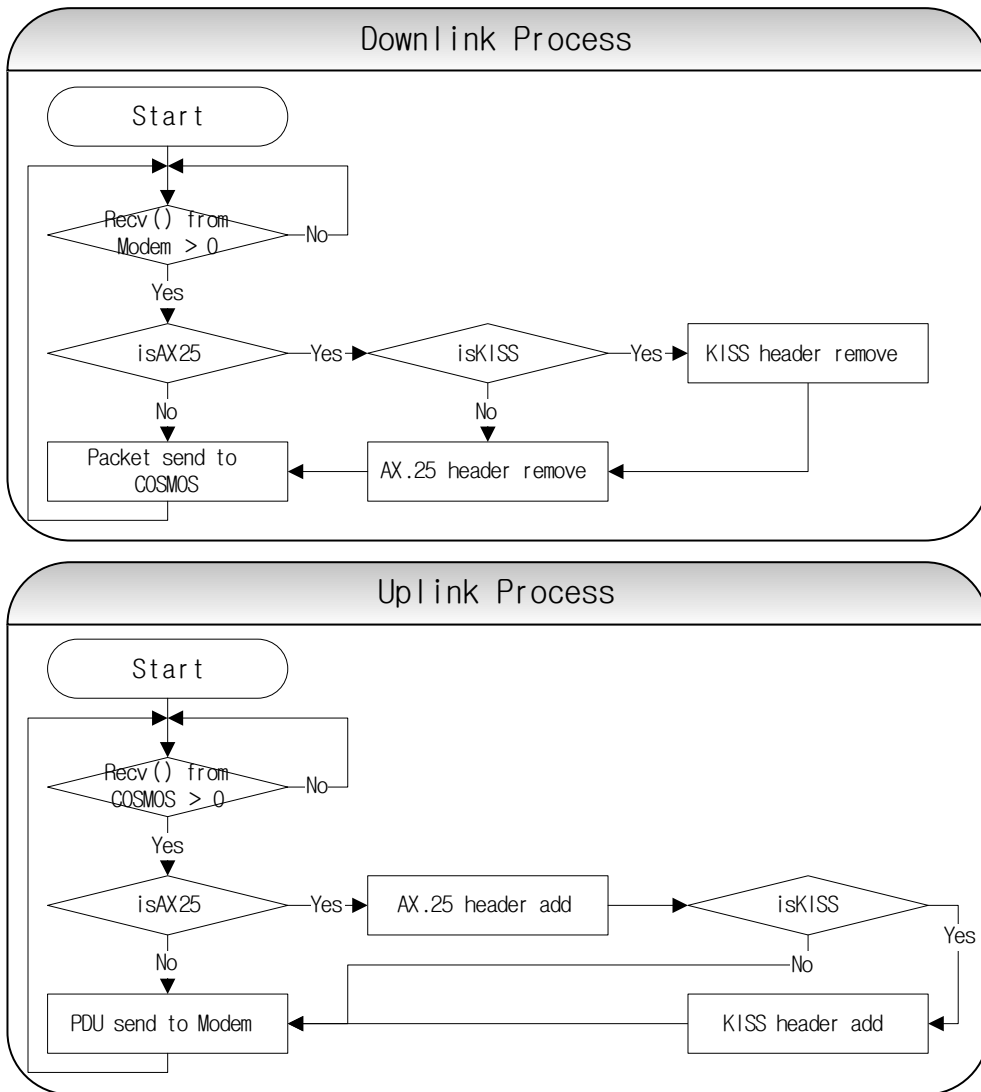 Downlink Process
Start
Recv() from
Modem > 0
No
Yes
isAX25
Yes
isKISS
Yes
KISS header remove
No
No
Packet send to
COSMOS
AX.25 header remove
Uplink Process
Start
Recv() from
COSMOS > 0
No
Yes
isAX25
Yes
AX.25 header add
isKISS
Yes
No
No
PDU send to Modem
KISS header add